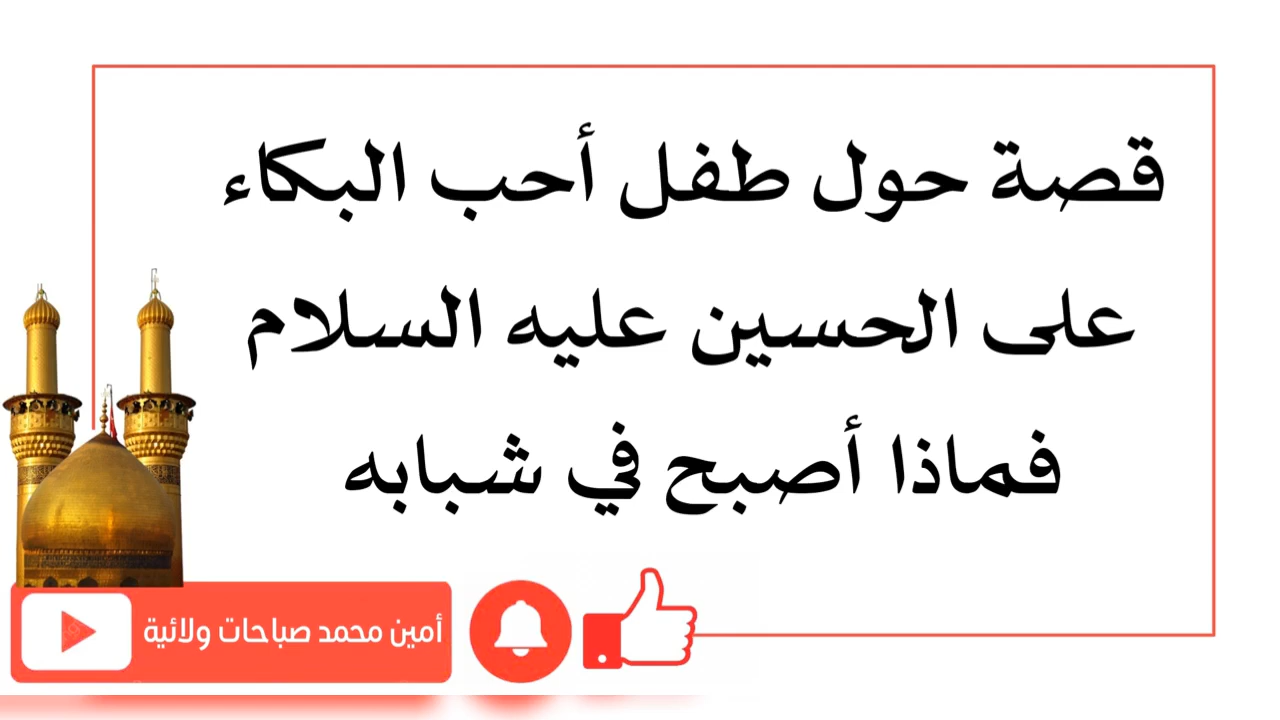 قصة حول طفل أحب البكاء
على الحسين عليه السلام
فماذا أصبح في شبابه
أمين محمد صباحات ولائية